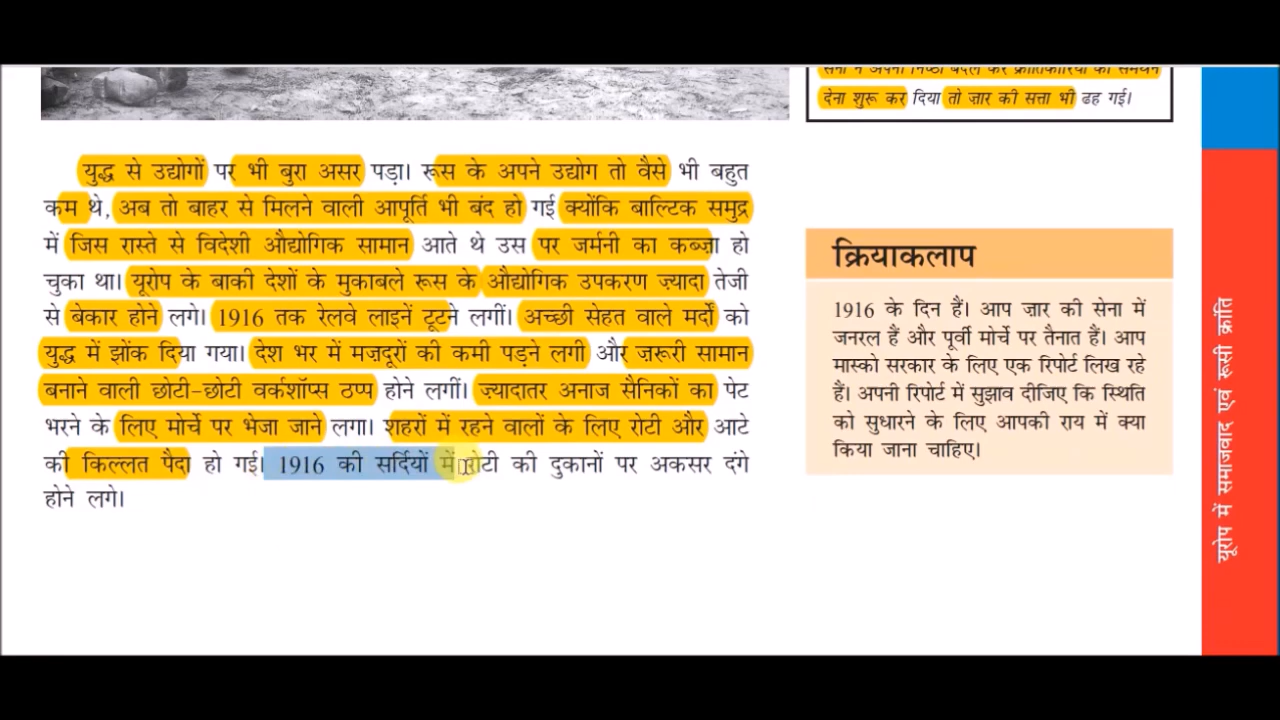 सेना ने अपनी निष्ठा बदल कर क्रांतिकारियों का समर्थन
देना शुरू कर दिया तो ज़ार की सत्ता भी ढह गई।
युद्ध से उद्योगों पर भी बुरा असर पड़ा। रूस के अपने उद्योग तो वैसे भी बहुत
कम थे, अब तो बाहर से मिलने वाली आपूर्ति भी बंद हो गई क्योंकि बाल्टिक समुद्र
में जिस रास्ते से विदेशी औद्योगिक सामान आते थे उस पर जर्मनी का कब्ज़ा हो
चुका था। यूरोप के बाकी देशों के मुकाबले रूस के औद्योगिक उपकरण ज़्यादा तेजी
से बेकार होने लगे। 1916 तक रेलवे लाइनें टूटने लगीं। अच्छी सेहत वाले मर्दों को
युद्ध में झोंक दिया गया। देश भर में मज़दूरों की कमी पड़ने लगी और ज़रूरी सामान
बनाने वाली छोटी-छोटी वर्कशॉप्स ठप्प होने लगीं। ज़्यादातर अनाज सैनिकों का पेट
भरने के लिए मोर्चे पर भेजा जाने लगा। शहरों में रहने वालों के लिए रोटी और आटे
की किल्लत पैदा हो गई। 1916 की सर्दियों में रोटी की दुकानों पर अकसर दंगे
होने लगे।
क्रियाकलाप
1916 के दिन हैं। आप ज़ार की सेना में
जनरल हैं और पूर्वी मोर्चे पर तैनात हैं। आप
मास्को सरकार के लिए एक रिपोर्ट लिख रहे
हैं। अपनी रिपोर्ट में सुझाव दीजिए कि स्थिति
को सुधारने के लिए आपकी राय में क्या
किया जाना चाहिए।
यूरोप में समाजवाद एवं रूसी क्रांति